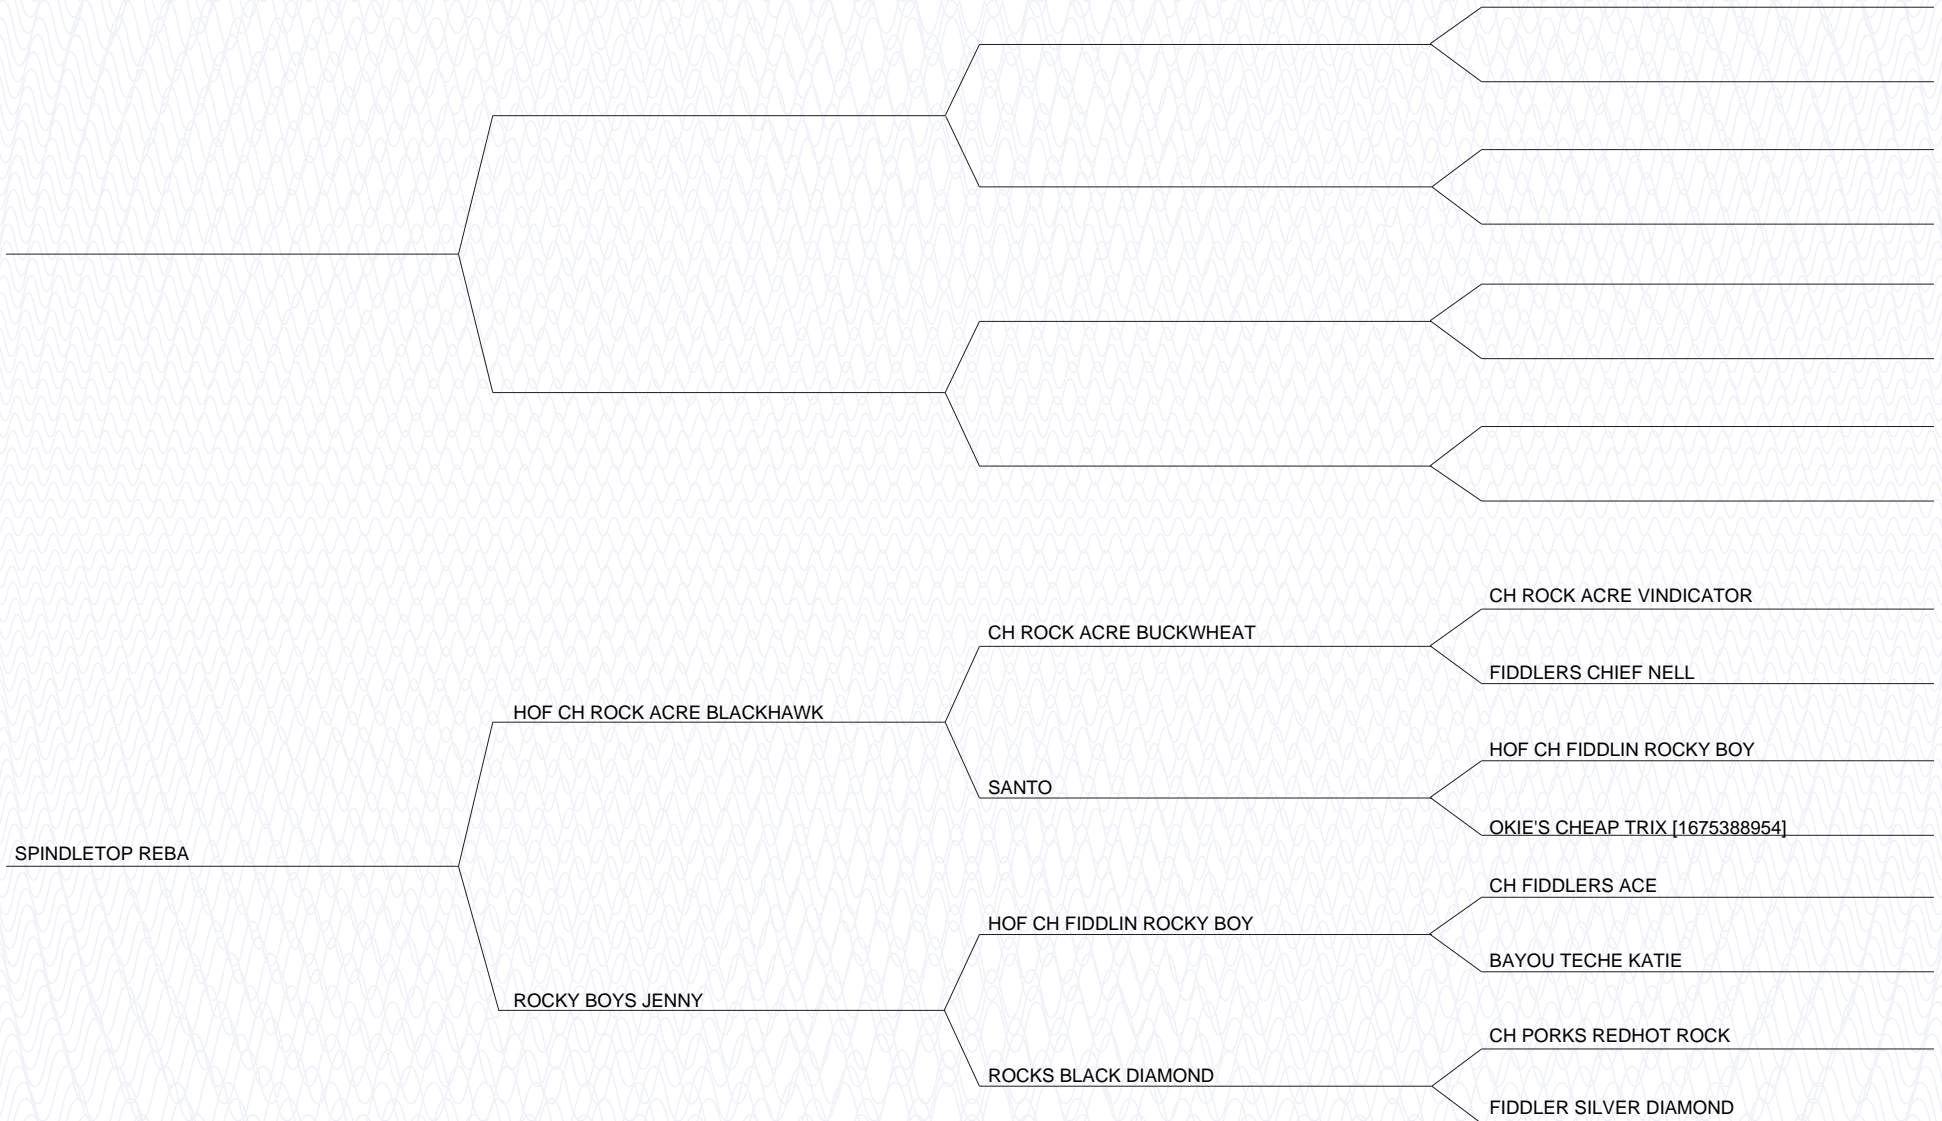 CH ROCK ACRE VINDICATOR
CH ROCK ACRE BUCKWHEAT
FIDDLERS CHIEF NELL
HOF CH ROCK ACRE BLACKHAWK
HOF CH FIDDLIN ROCKY BOY
SANTO
OKIE'S CHEAP TRIX [1675388954]
SPINDLETOP REBA
CH FIDDLERS ACE
HOF CH FIDDLIN ROCKY BOY
BAYOU TECHE KATIE
ROCKY BOYS JENNY
CH PORKS REDHOT ROCK
ROCKS BLACK DIAMOND
FIDDLER SILVER DIAMOND